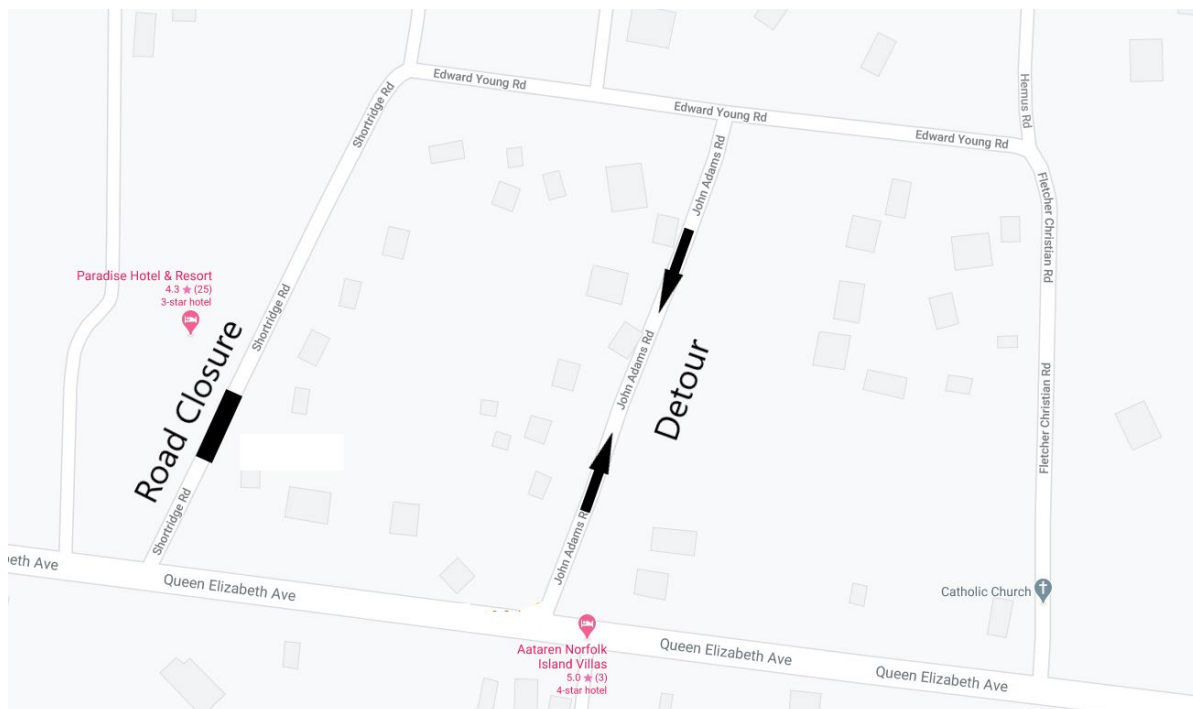 Edward Young Rd
Edward Young Rd
Edward Young Rd
Hemus Rd
Shortridge Rd
John Adams Rd
Fletcher Christian Rd
Paradise Hotel & Resort
4.3 ★ (25)
3-star hotel
Shortridge Rd
Road Closure
John Adams Rd
Detour
Fletcher Christian Rd
Shortridge Rd
John Adams Rd
eth Ave
Queen Elizabeth Ave
Catholic Church
Aataren Norfolk
Island Villas
5.0 ★ (3)
4-star hotel
Queen Elizabeth Ave
Queen Elizabeth Ave